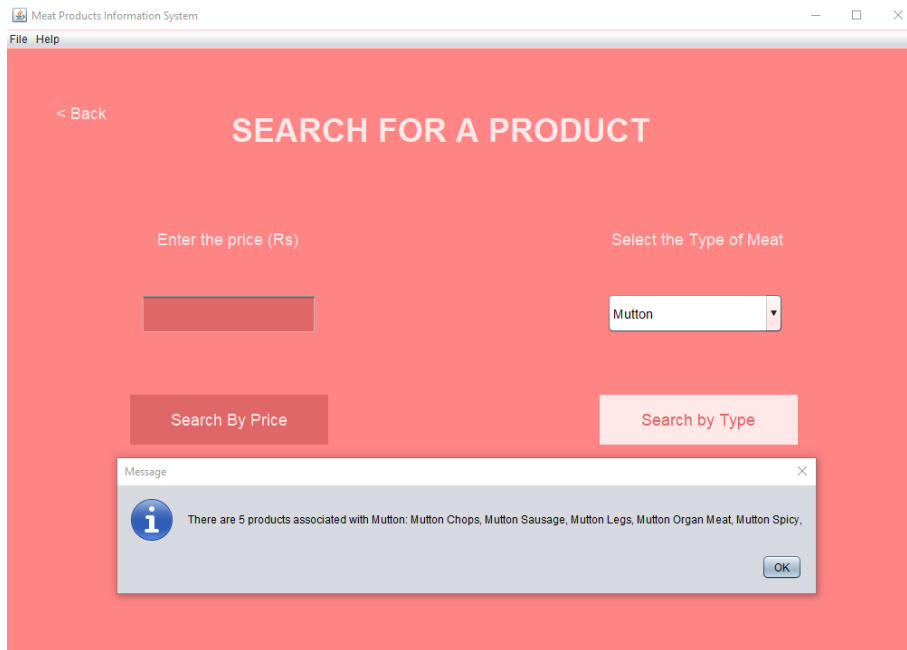 Meat Products Information System
File Help
< Back
SEARCH FOR A PRODUCT
Enter the price (Rs)
Select the Type of Meat
Mutton
Search By Price
Search by Type
Message
There are 5 products associated with Mutton: Mutton Chops, Mutton Sausage, Mutton Legs, Mutton Organ Meat, Mutton Spicy,
OK